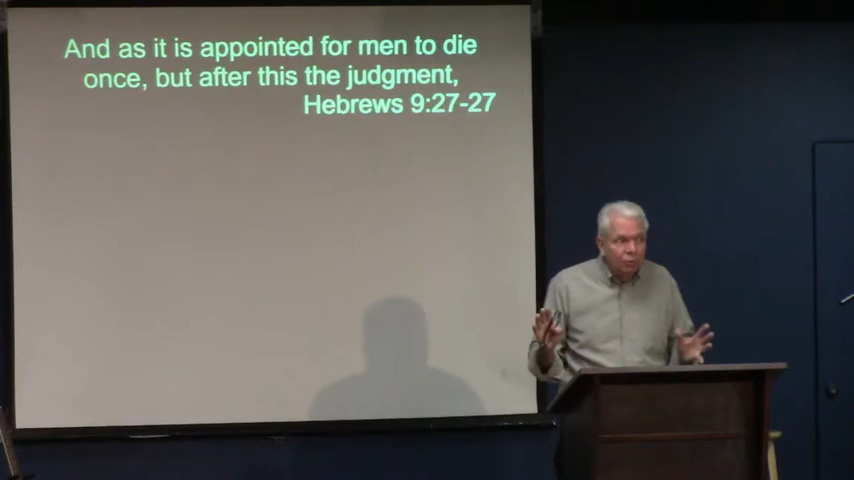 And as it is appointed for men to die
once, but after this the judgment,
Hebrews 9:27-27